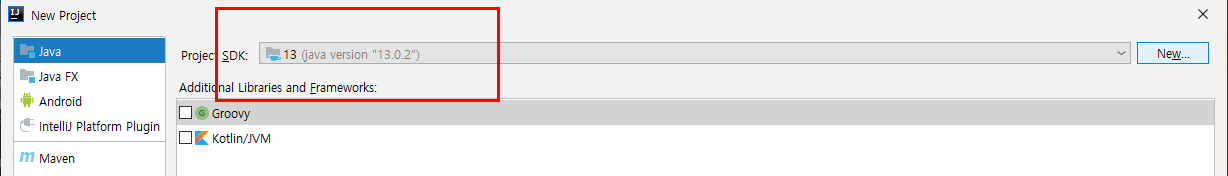 IJ New Project
Java
Java FX
Android
IntelliJ Platform Plugin
Maven
Project SDK: 13 (java version "13.0.2") New...
Additional Libraries and Frameworks:
G Groovy
Kotlin/JVM